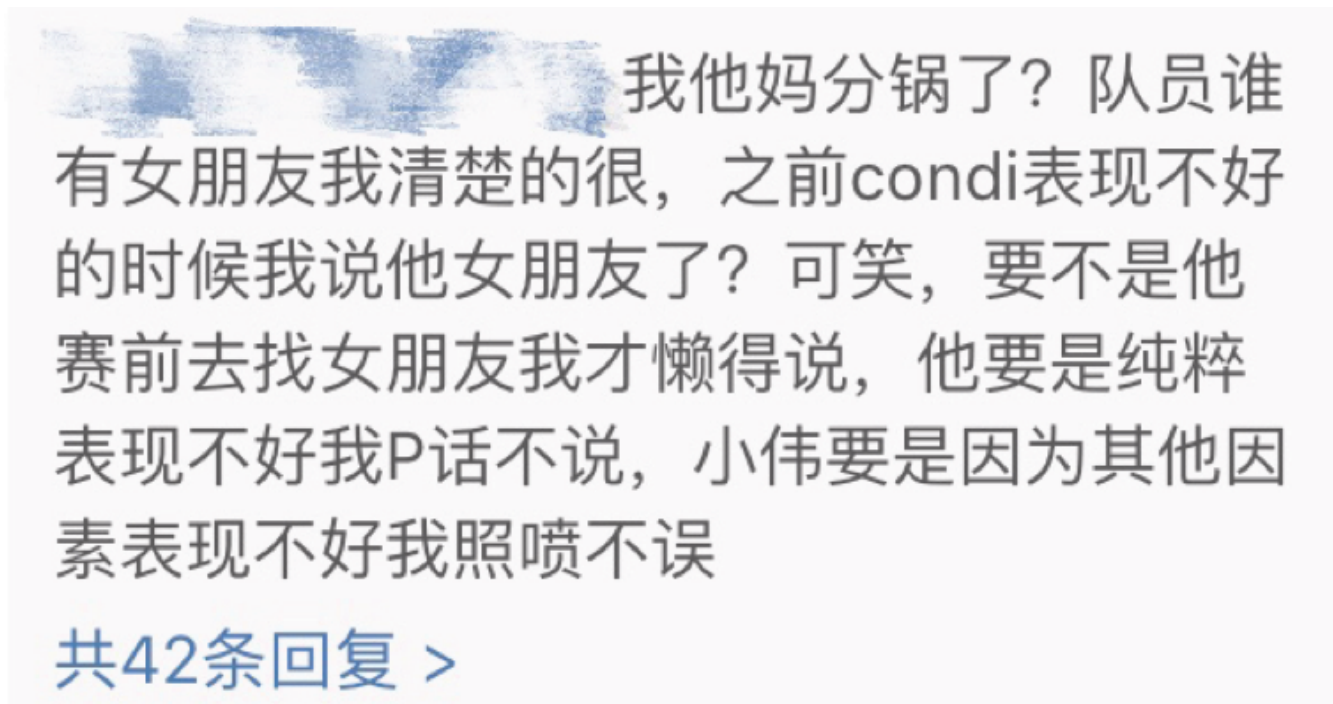 我他妈分锅了？队员谁
有女朋友我清楚的很，之前condi表现不好
的时候我说他女朋友了？可笑，要不是他
赛前去找女朋友我才懒得说，他要是纯粹
表现不好我P话不说，小伟要是因为其他因
素表现不好我照喷不误
共42条回复 >